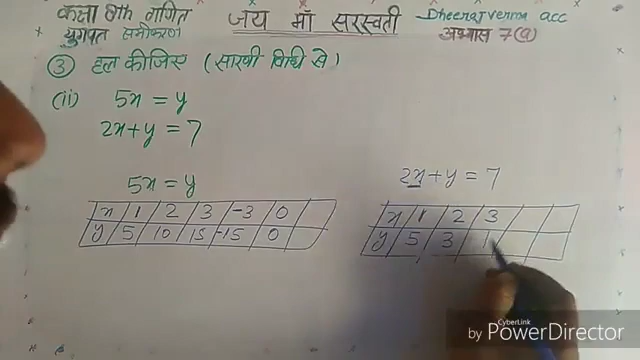 कक्षा 8th गणित जय माँ सरस्वती Dheeraj verma acc
युगपत समीकरण अभ्यास 7(a)
③ हल कीजिए (सारणी विधि से)
(ii) 5x = y
2x+y = 7
5x = y
x 1 2 3 -3 0
y 5 10 15 -15 0
2x+y = 7
x 1 2 3
y 5 3 1
CyberLink
by PowerDirector